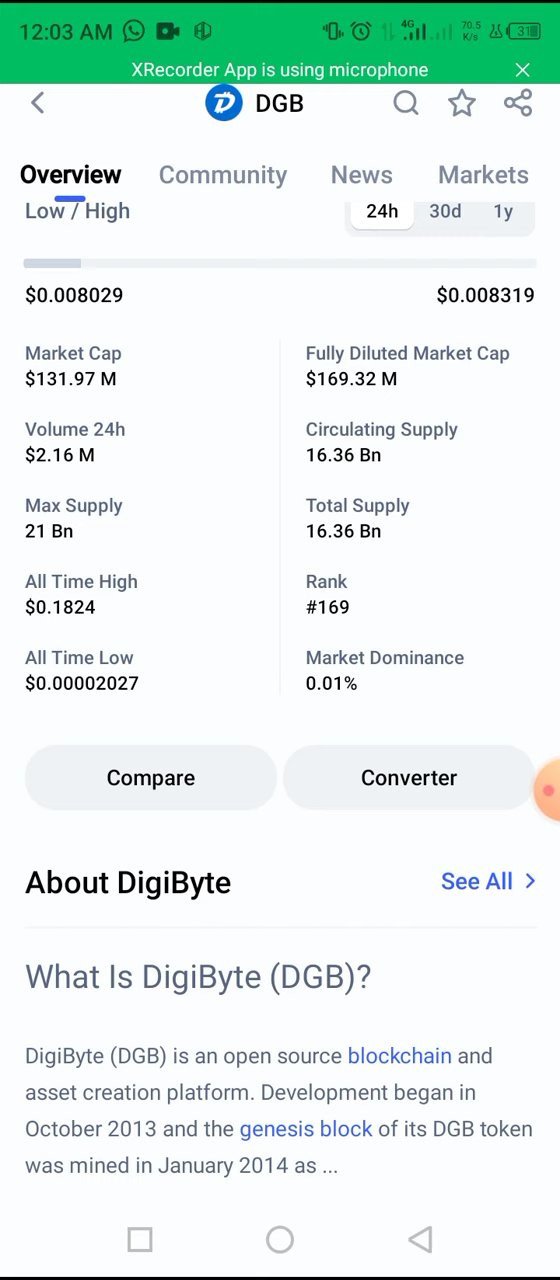 12:03 AM
4G
70.5
K/s
31
XRecorder App is using microphone
DGB
Overview Community News Markets
Low / High 24h 30d 1y
$0.008029 $0.008319
Market Cap Fully Diluted Market Cap
$131.97 M $169.32 M
Volume 24h Circulating Supply
$2.16 M 16.36 Bn
Max Supply Total Supply
21 Bn 16.36 Bn
All Time High Rank
$0.1824 #169
All Time Low Market Dominance
$0.00002027 0.01%
Compare Converter
About DigiByte See All
What Is DigiByte (DGB)?
DigiByte (DGB) is an open source blockchain and
asset creation platform. Development began in
October 2013 and the genesis block of its DGB token
was mined in January 2014 as ...